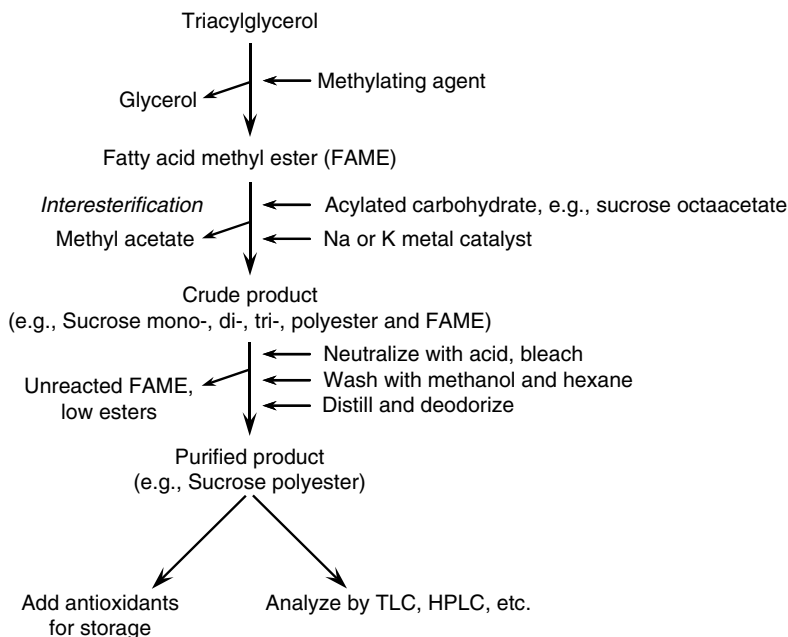 Triacylglycerol
Methylating agent
Glycerol
Fatty acid methyl ester (FAME)
Interesterification
Acylated carbohydrate, e.g., sucrose octaacetate
Methyl acetate
Na or K metal catalyst
Crude product
(e.g., Sucrose mono-, di-, tri-, polyester and FAME)
Neutralize with acid, bleach
Unreacted FAME,
low esters
Wash with methanol and hexane
Distill and deodorize
Purified product
(e.g., Sucrose polyester)
Add antioxidants
for storage
Analyze by TLC, HPLC, etc.